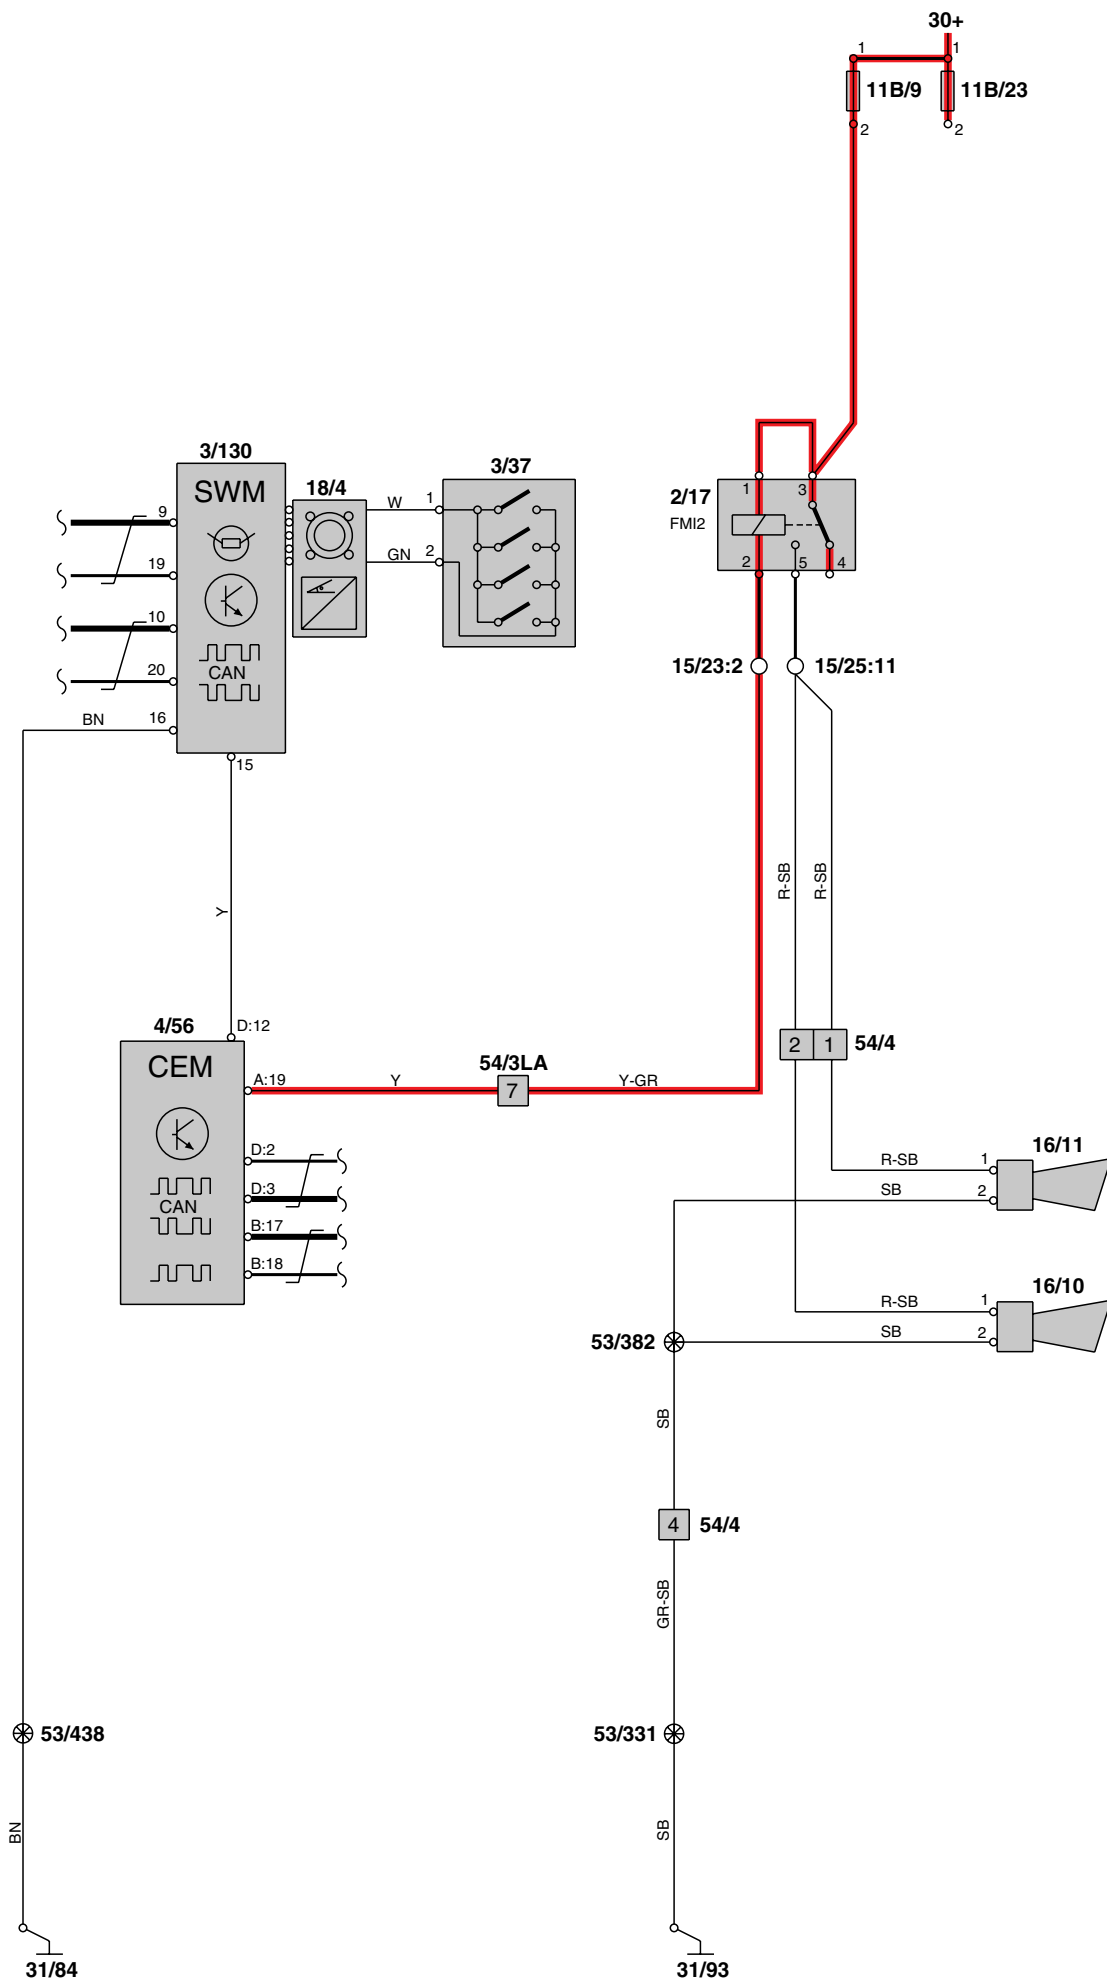 30+
1
1
11B/9
11B/23
2
2
3/130
SWM
18/4
3/37
2/17
FMI2
1
3
2
5
4
9
19
10
20
16
BN
CAN
15
W
1
GN
2
15/23:2
15/25:11
Y
R-SB
R-SB
4/56
CEM
D:12
A:19
Y
54/3LA
7
Y-GR
2
1
54/4
D:2
D:3
CAN
B:17
B:18
16/11
R-SB
1
SB
2
16/10
R-SB
1
SB
2
53/382
SB
4
54/4
GR-SB
53/438
53/331
BN
SB
31/84
31/93